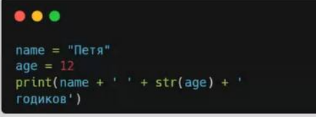 name = "Петя"
age = 12
print(name + ' ' + str(age) + '
годиков')